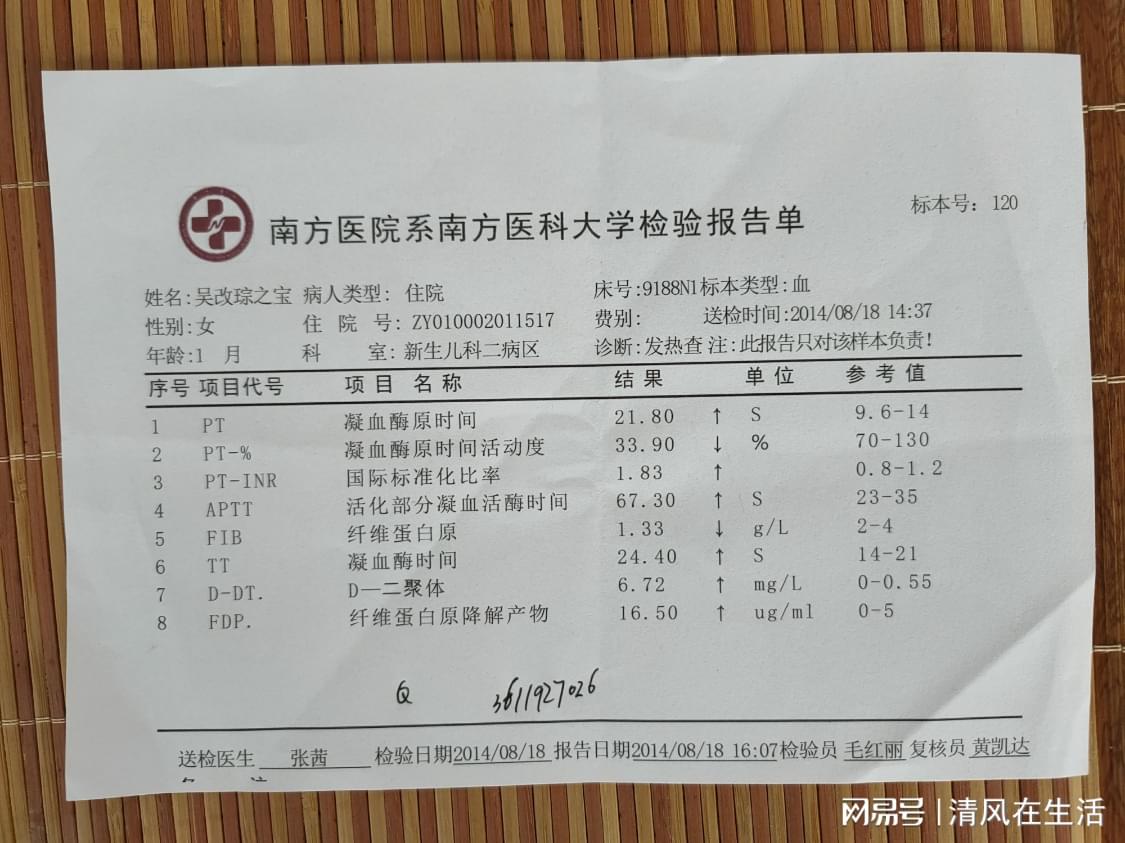 标本号: 120
南方医院系南方医科大学检验报告单
姓名:吴改琮之宝 病人类型: 住院 床号:9188N1标本类型:血
性别:女 住 院 号: ZY010002011517 费别: 送检时间:2014/08/18 14:37
年龄:1 月 科 室: 新生儿科二病区 诊断:发热查 注:此报告只对该样本负责!
序号 项目代号 项 目 名 称 结 果 单 位 参 考 值
1 PT 凝血酶原时间 21.80 ↑ S 9.6-14
2 PT-% 凝血酶原时间活动度 33.90 ↓ % 70-130
3 PT-INR 国际标准化比率 1.83 ↑ 0.8-1.2
4 APTT 活化部分凝血活酶时间 67.30 ↑ S 23-35
5 FIB 纤维蛋白原 1.33 ↓ g/L 2-4
6 TT 凝血酶时间 24.40 ↑ S 14-21
7 D-DT. D—二聚体 6.72 ↑ mg/L 0-0.55
8 FDP. 纤维蛋白原降解产物 16.50 ↑ ug/ml 0-5
Q 3611927026
送检医生 张茜 检验日期2014/08/18 报告日期2014/08/18 16:07检验员 毛红丽 复核员 黄凯达
网易号 | 清风在生活